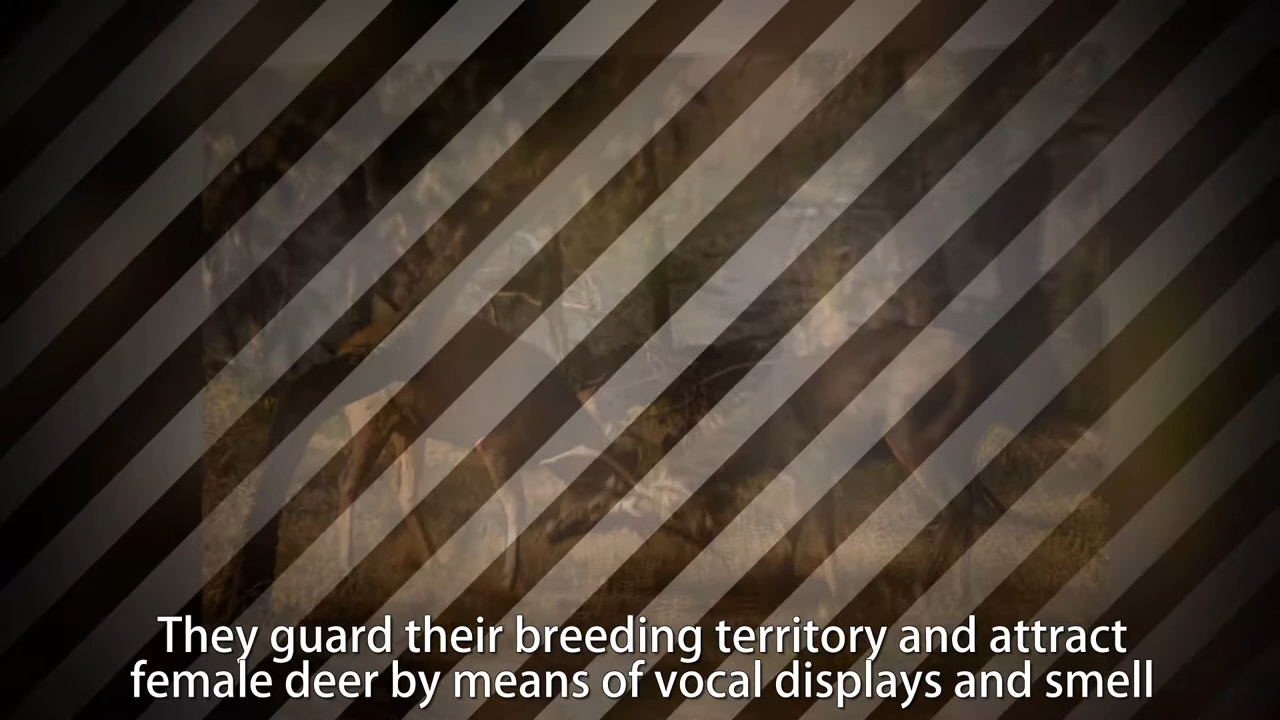 They guard their breeding territory and attract
female deer by means of vocal displays and smell